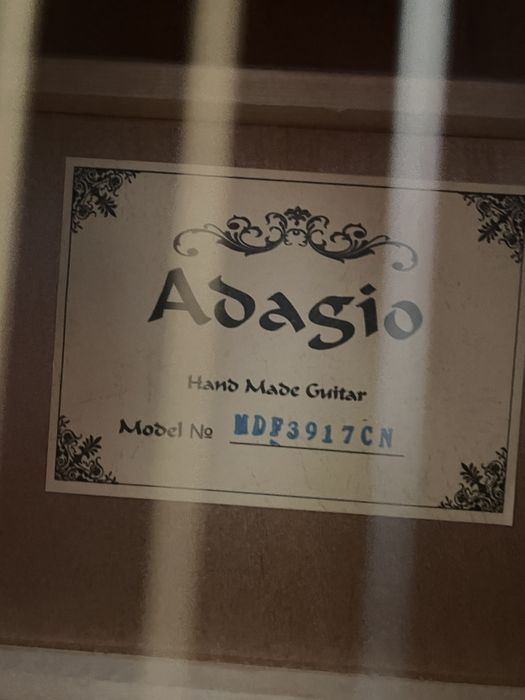 Adagio
Hand Made Guitar
Model No MDF3917CN